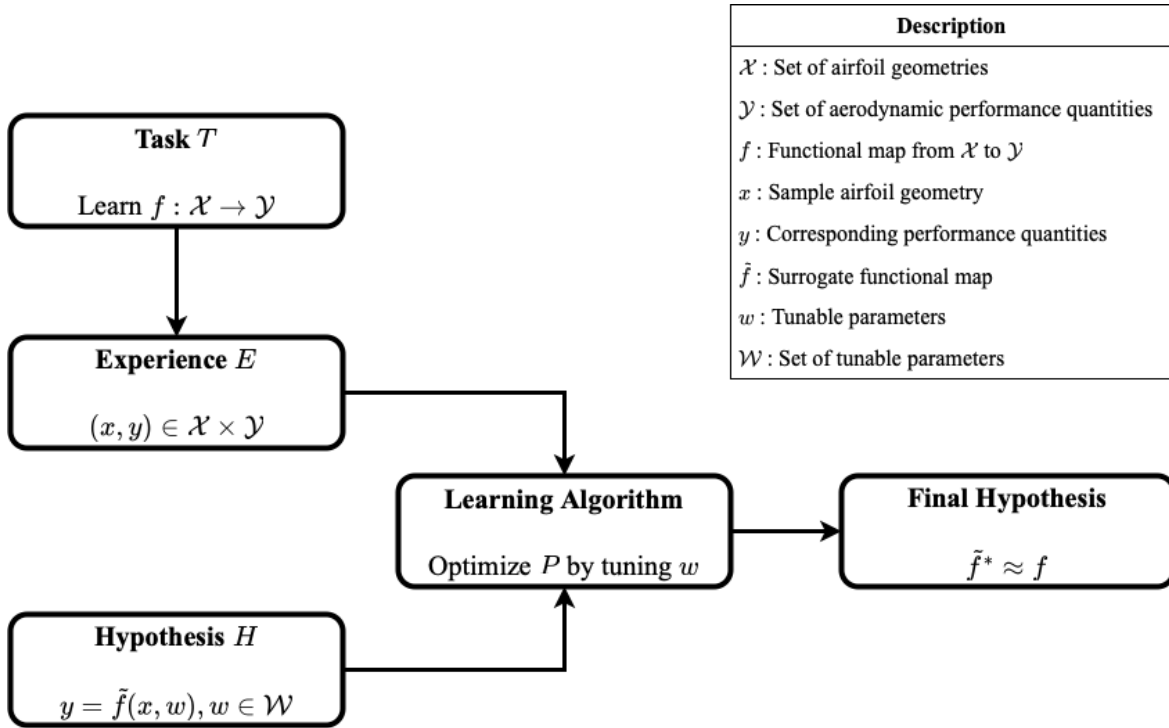 Description
𝒳 : Set of airfoil geometries
𝒴 : Set of aerodynamic performance quantities
f : Functional map from 𝒳 to 𝒴
x : Sample airfoil geometry
y : Corresponding performance quantities
f̃ : Surrogate functional map
w : Tunable parameters
𝒲 : Set of tunable parameters
Task T
Learn f : 𝒳 → 𝒴
Experience E
(x, y) ∈ 𝒳 × 𝒴
Learning Algorithm
Optimize P by tuning w
Final Hypothesis
f̃* ≈ f
Hypothesis H
y = f̃(x, w), w ∈ 𝒲